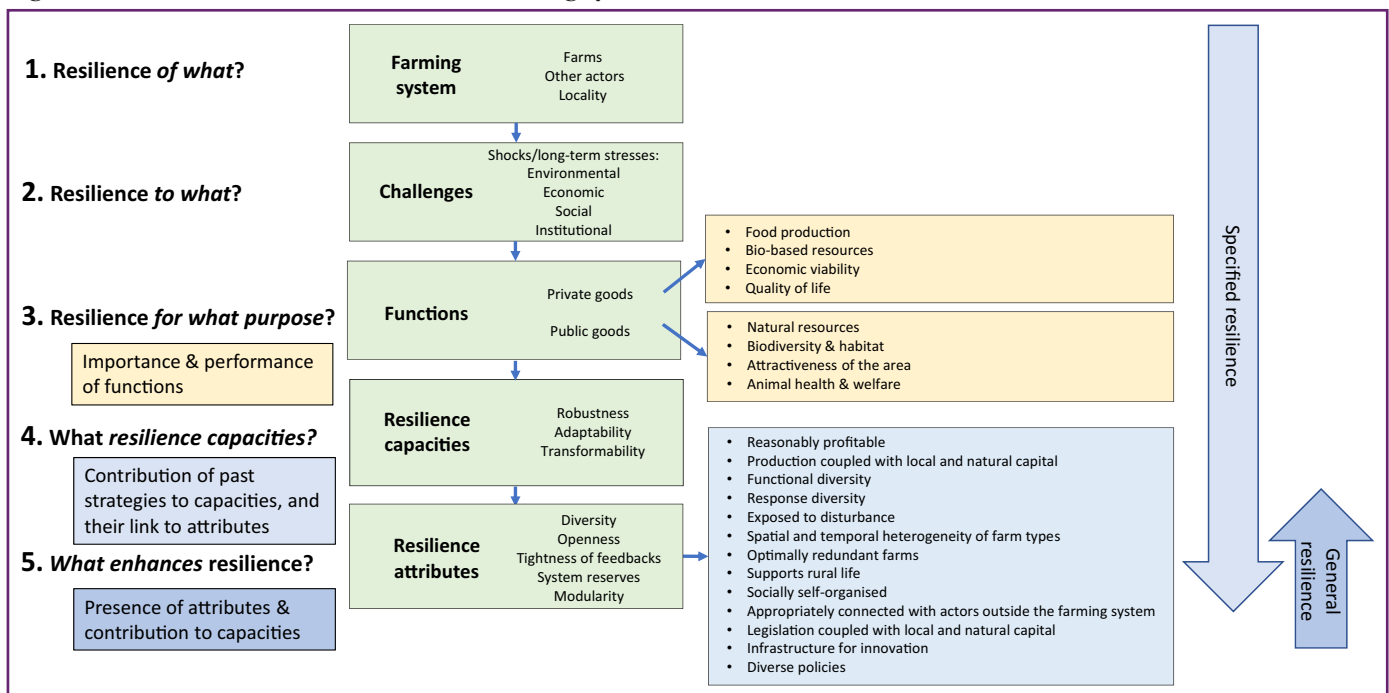 1. Resilience of what?
Farming
system
Farms
Other actors
Locality
2. Resilience to what?
Challenges
Shocks/long-term stresses:
Environmental
Economic
Social
Institutional
3. Resilience for what purpose?
Importance & performance
of functions
Functions
Private goods
Public goods
• Food production
• Bio-based resources
• Economic viability
• Quality of life
• Natural resources
• Biodiversity & habitat
• Attractiveness of the area
• Animal health & welfare
4. What resilience capacities?
Contribution of past
strategies to capacities, and
their link to attributes
Resilience
capacities
Robustness
Adaptability
Transformability
5. What enhances resilience?
Presence of attributes &
contribution to capacities
Resilience
attributes
Diversity
Openness
Tightness of feedbacks
System reserves
Modularity
• Reasonably profitable
• Production coupled with local and natural capital
• Functional diversity
• Response diversity
• Exposed to disturbance
• Spatial and temporal heterogeneity of farm types
• Optimally redundant farms
• Supports rural life
• Socially self-organised
• Appropriately connected with actors outside the farming system
• Legislation coupled with local and natural capital
• Infrastructure for innovation
• Diverse policies
Specified resilience
General
resilience